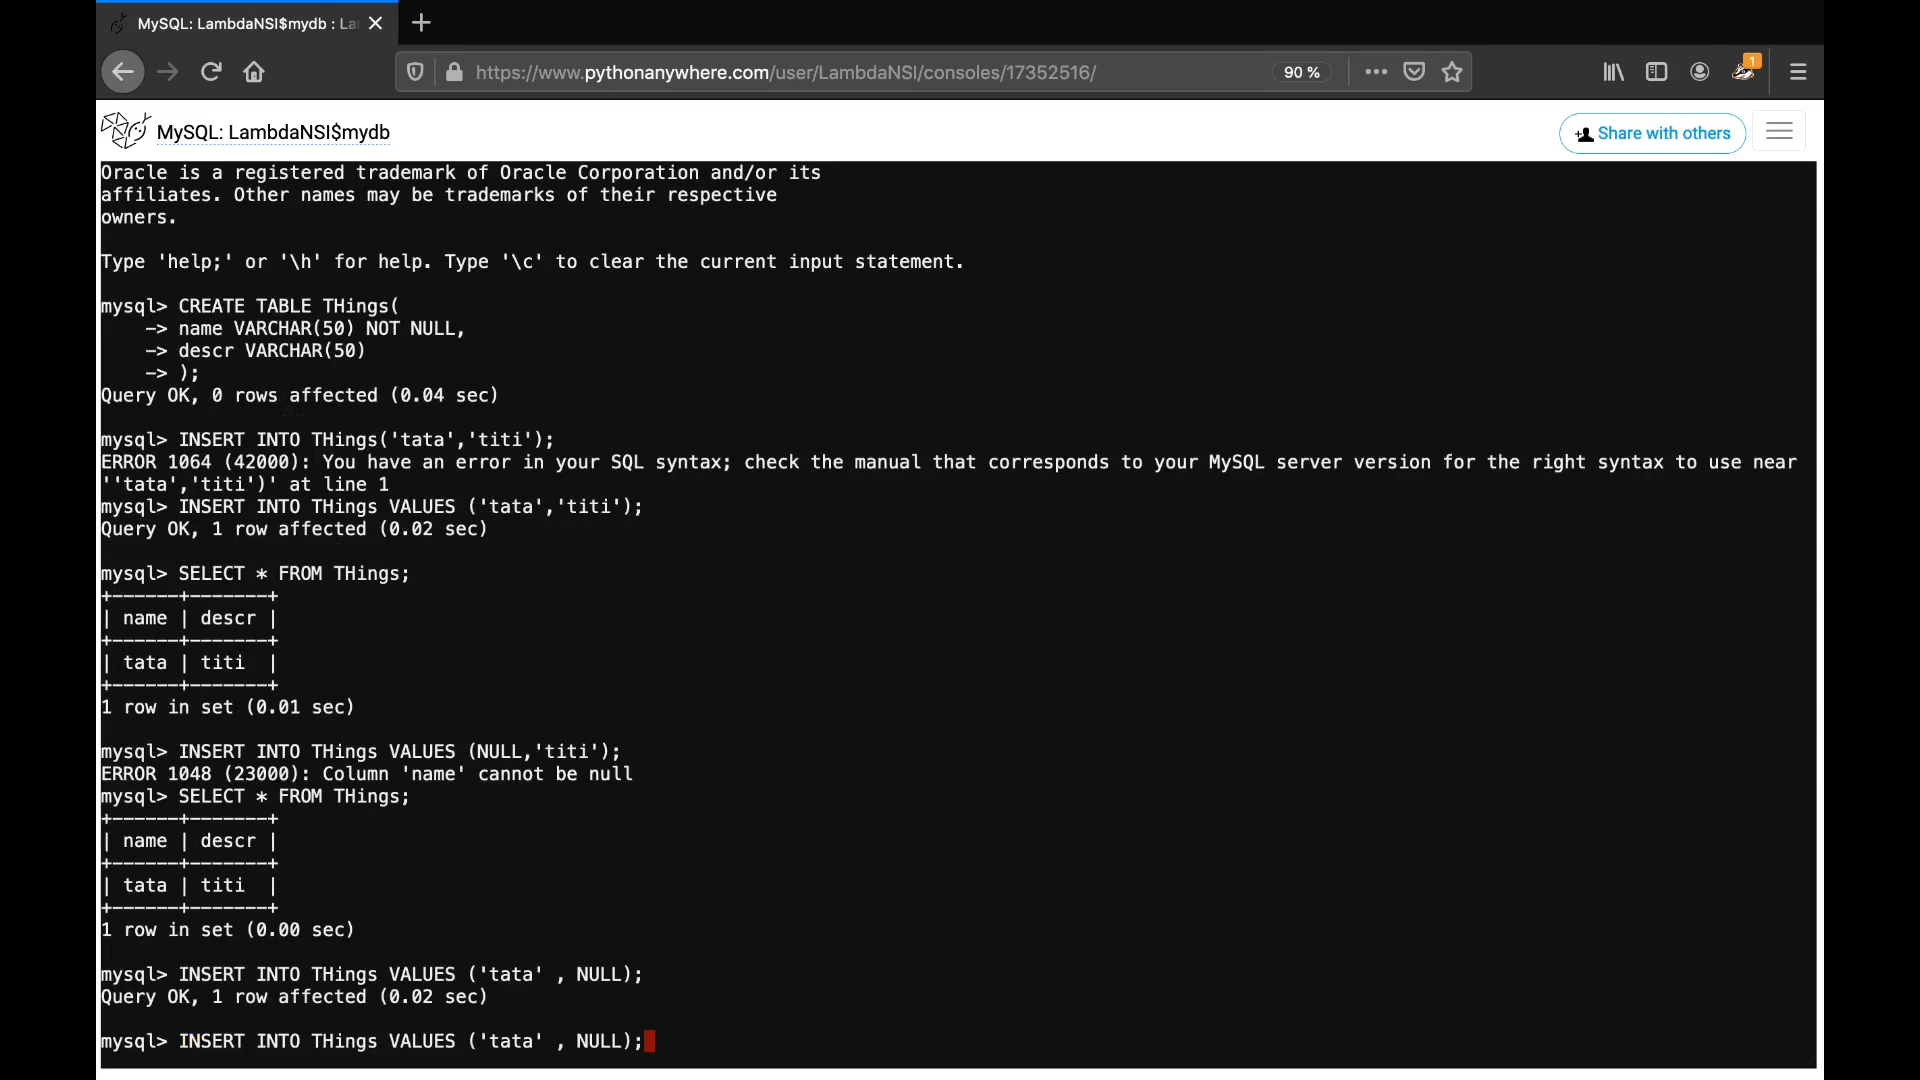 MySQL: LambdaNSI$mydb : La
https://www.pythonanywhere.com/user/LambdaNSI/consoles/17352516/
90 %
1
MySQL: LambdaNSI$mydb
Share with others
Oracle is a registered trademark of Oracle Corporation and/or its
affiliates. Other names may be trademarks of their respective
owners.
Type 'help;' or '\h' for help. Type '\c' to clear the current input statement.
mysql> CREATE TABLE THings(
    -> name VARCHAR(50) NOT NULL,
    -> descr VARCHAR(50)
    -> );
Query OK, 0 rows affected (0.04 sec)
mysql> INSERT INTO THings('tata','titi');
ERROR 1064 (42000): You have an error in your SQL syntax; check the manual that corresponds to your MySQL server version for the right syntax to use near
''tata','titi')' at line 1
mysql> INSERT INTO THings VALUES ('tata','titi');
Query OK, 1 row affected (0.02 sec)
mysql> SELECT * FROM THings;
+------+-------+
| name | descr |
+------+-------+
| tata | titi  |
+------+-------+
1 row in set (0.01 sec)
mysql> INSERT INTO THings VALUES (NULL,'titi');
ERROR 1048 (23000): Column 'name' cannot be null
mysql> SELECT * FROM THings;
+------+-------+
| name | descr |
+------+-------+
| tata | titi  |
+------+-------+
1 row in set (0.00 sec)
mysql> INSERT INTO THings VALUES ('tata' , NULL);
Query OK, 1 row affected (0.02 sec)
mysql> INSERT INTO THings VALUES ('tata' , NULL);